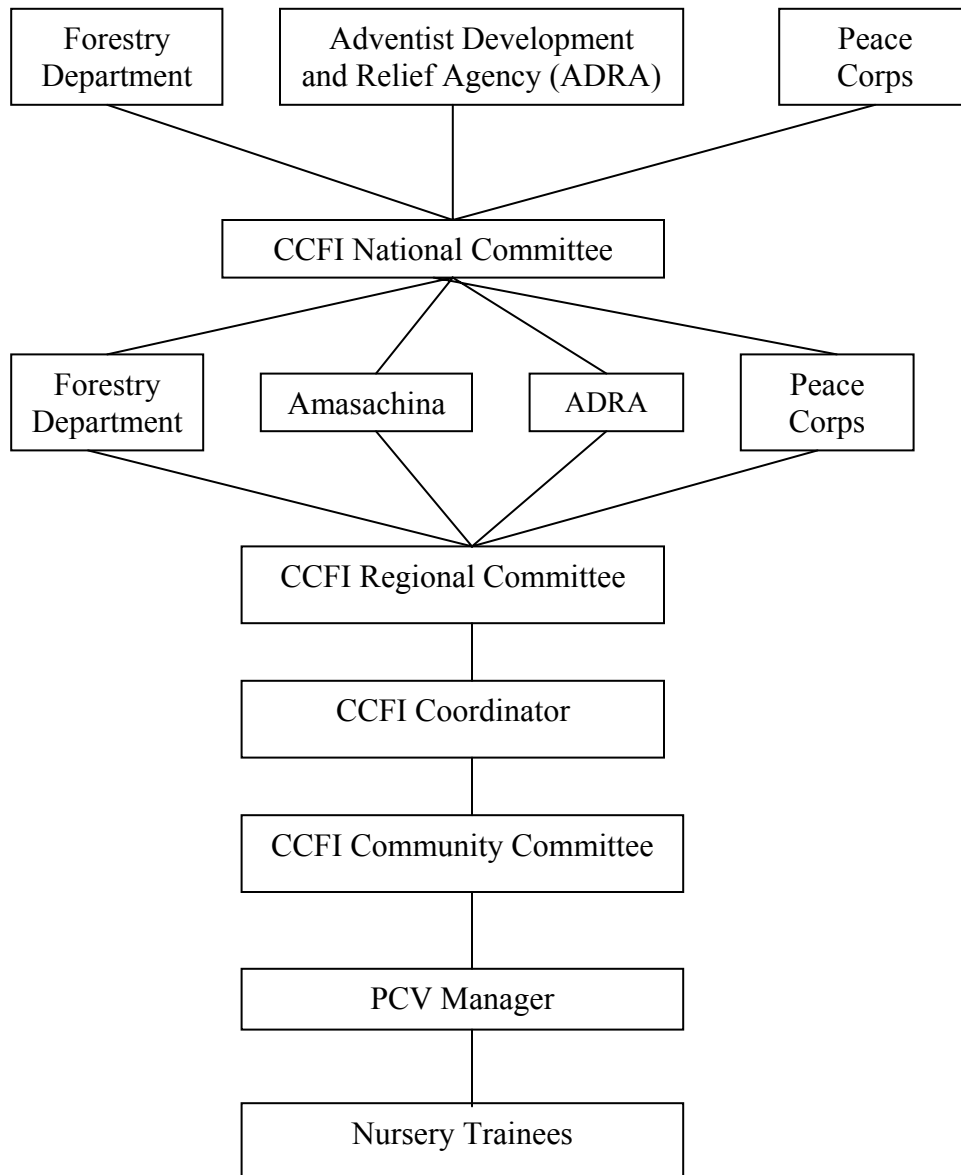 Forestry
Department
Adventist Development
and Relief Agency (ADRA)
Peace
Corps
CCFI National Committee
Forestry
Department
Amasachina
ADRA
Peace
Corps
CCFI Regional Committee
CCFI Coordinator
CCFI Community Committee
PCV Manager
Nursery Trainees